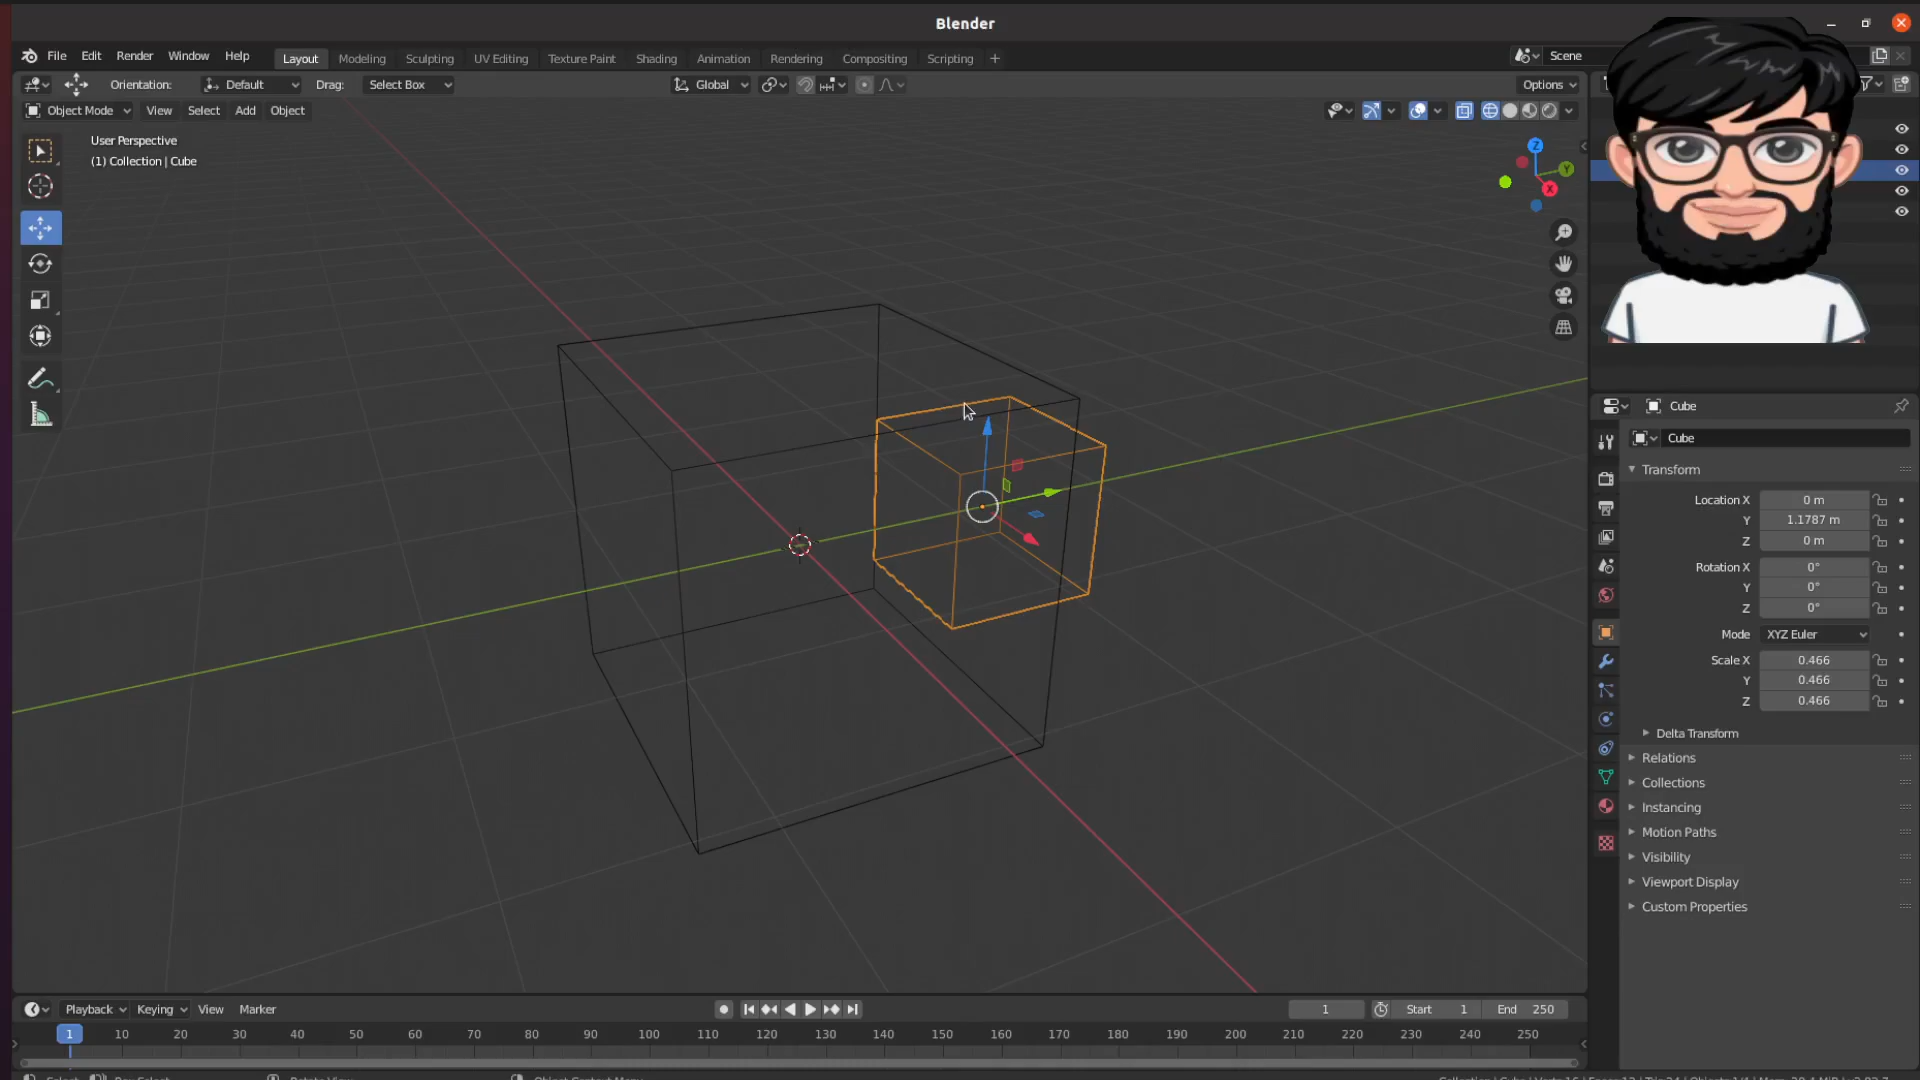 Blender
File Edit Render Window Help Layout Modeling Sculpting UV Editing Texture Paint Shading Animation Rendering Compositing Scripting + Scene
Orientation: Default Drag: Select Box Global Options
Object Mode View Select Add Object
User Perspective
(1) Collection | Cube
Z
Y
X
Cube
Cube
Transform
Location X 0 m
Y 1.1787 m
Z 0 m
Rotation X 0°
Y 0°
Z 0°
Mode XYZ Euler
Scale X 0.466
Y 0.466
Z 0.466
Delta Transform
Relations
Collections
Instancing
Motion Paths
Visibility
Viewport Display
Custom Properties
Playback Keying View Marker 1 Start 1 End 250
1 10 20 30 40 50 60 70 80 90 100 110 120 130 140 150 160 170 180 190 200 210 220 230 240 250